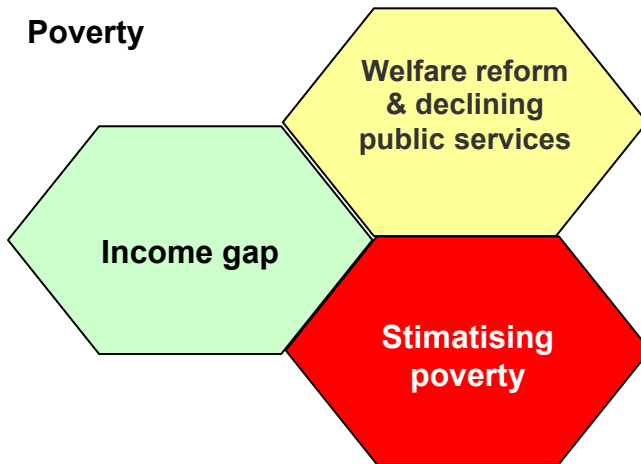 Poverty
Welfare reform
& declining
public services
Income gap
Stimatising
poverty